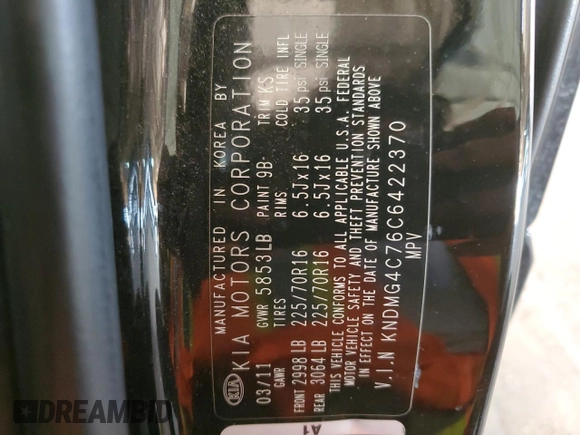 MANUFACTURED IN KOREA BY
KIA KIA MOTORS CORPORATION
03/11 GVWR 5853LB PAINT 9B- TRIM KS
GAWR TIRES RIMS COLD TIRE INFL
FRONT 2998 LB 225/70R16 6.5Jx16 35 psi SINGLE
REAR 3064 LB 225/70R16 6.5Jx16 35 psi SINGLE
THIS VEHICLE CONFORMS TO ALL APPLICABLE U.S.A. FEDERAL
MOTOR VEHICLE SAFETY AND THEFT PREVENTION STANDARDS
IN EFFECT ON THE DATE OF MANUFACTURE SHOWN ABOVE
V.I.N KNDMG4C76C6422370
MPV
A1
DREAMBID